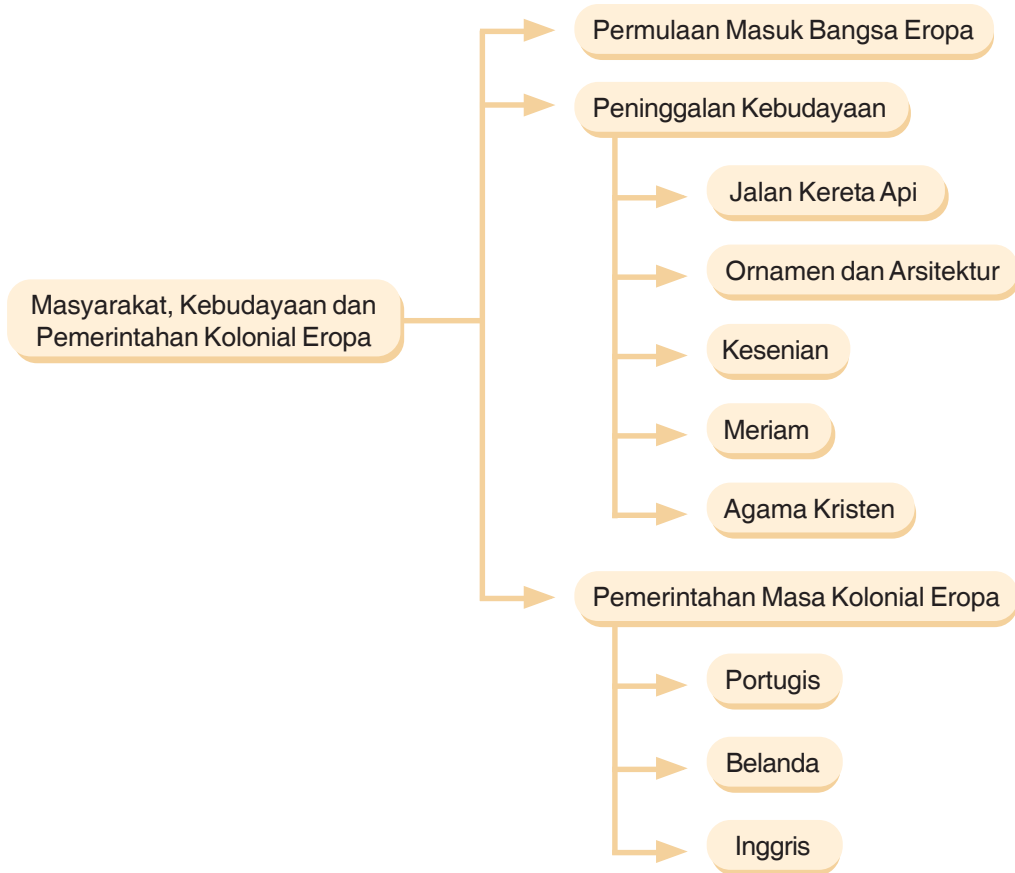 Permulaan Masuk Bangsa Eropa
Peninggalan Kebudayaan
Jalan Kereta Api
Ornamen dan Arsitektur
Masyarakat, Kebudayaan dan
Pemerintahan Kolonial Eropa
Kesenian
Meriam
Agama Kristen
Pemerintahan Masa Kolonial Eropa
Portugis
Belanda
Inggris